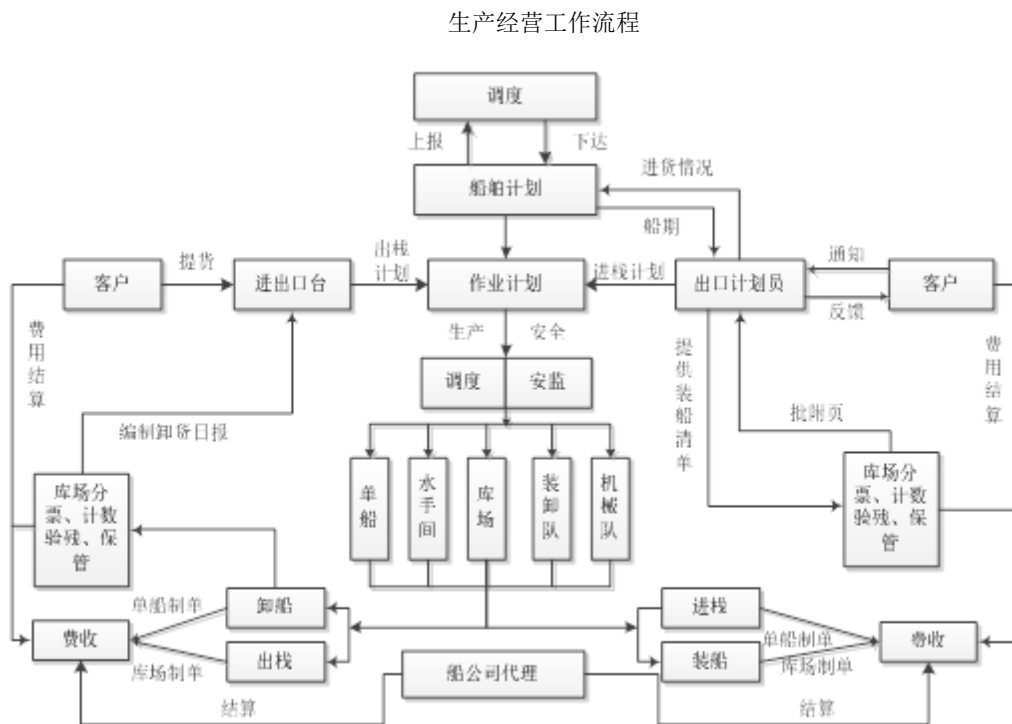 生产经营工作流程
调度
上报
下达
船舶计划
进货情况
船期
客户
提货
进出口台
出栈
计划
作业计划
进栈计划
出口计划员
通知
反馈
客户
费用结算
生产
安全
调度
安监
提供装船清单
费用结算
编制卸货日报
批附页
单船
水手间
库场
装卸队
机械队
库场分
票、计数
验残、保
管
库场分
票、计数
验残、保
管
单船制单
卸船
进栈
费收
库场制单
出栈
装船
单船制单
库场制单
费收
船公司代理
结算
结算